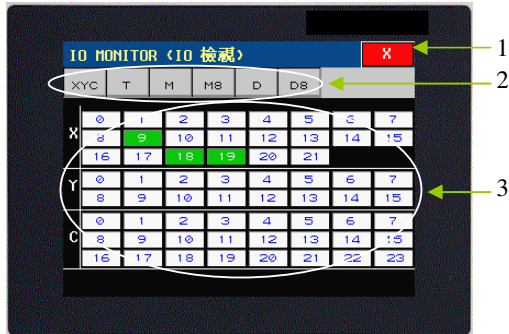 IO MONITOR (IO 檢視) X 1
XYC T M M8 D D8 2
0 1 2 3 4 5 6 7
X 8 9 10 11 12 13 14 15
16 17 18 19 20 21
Y 0 1 2 3 4 5 6 7 3
8 9 10 11 12 13 14 15
0 1 2 3 4 5 6 7
C 8 9 10 11 12 13 14 15
16 17 18 19 20 21 22 23